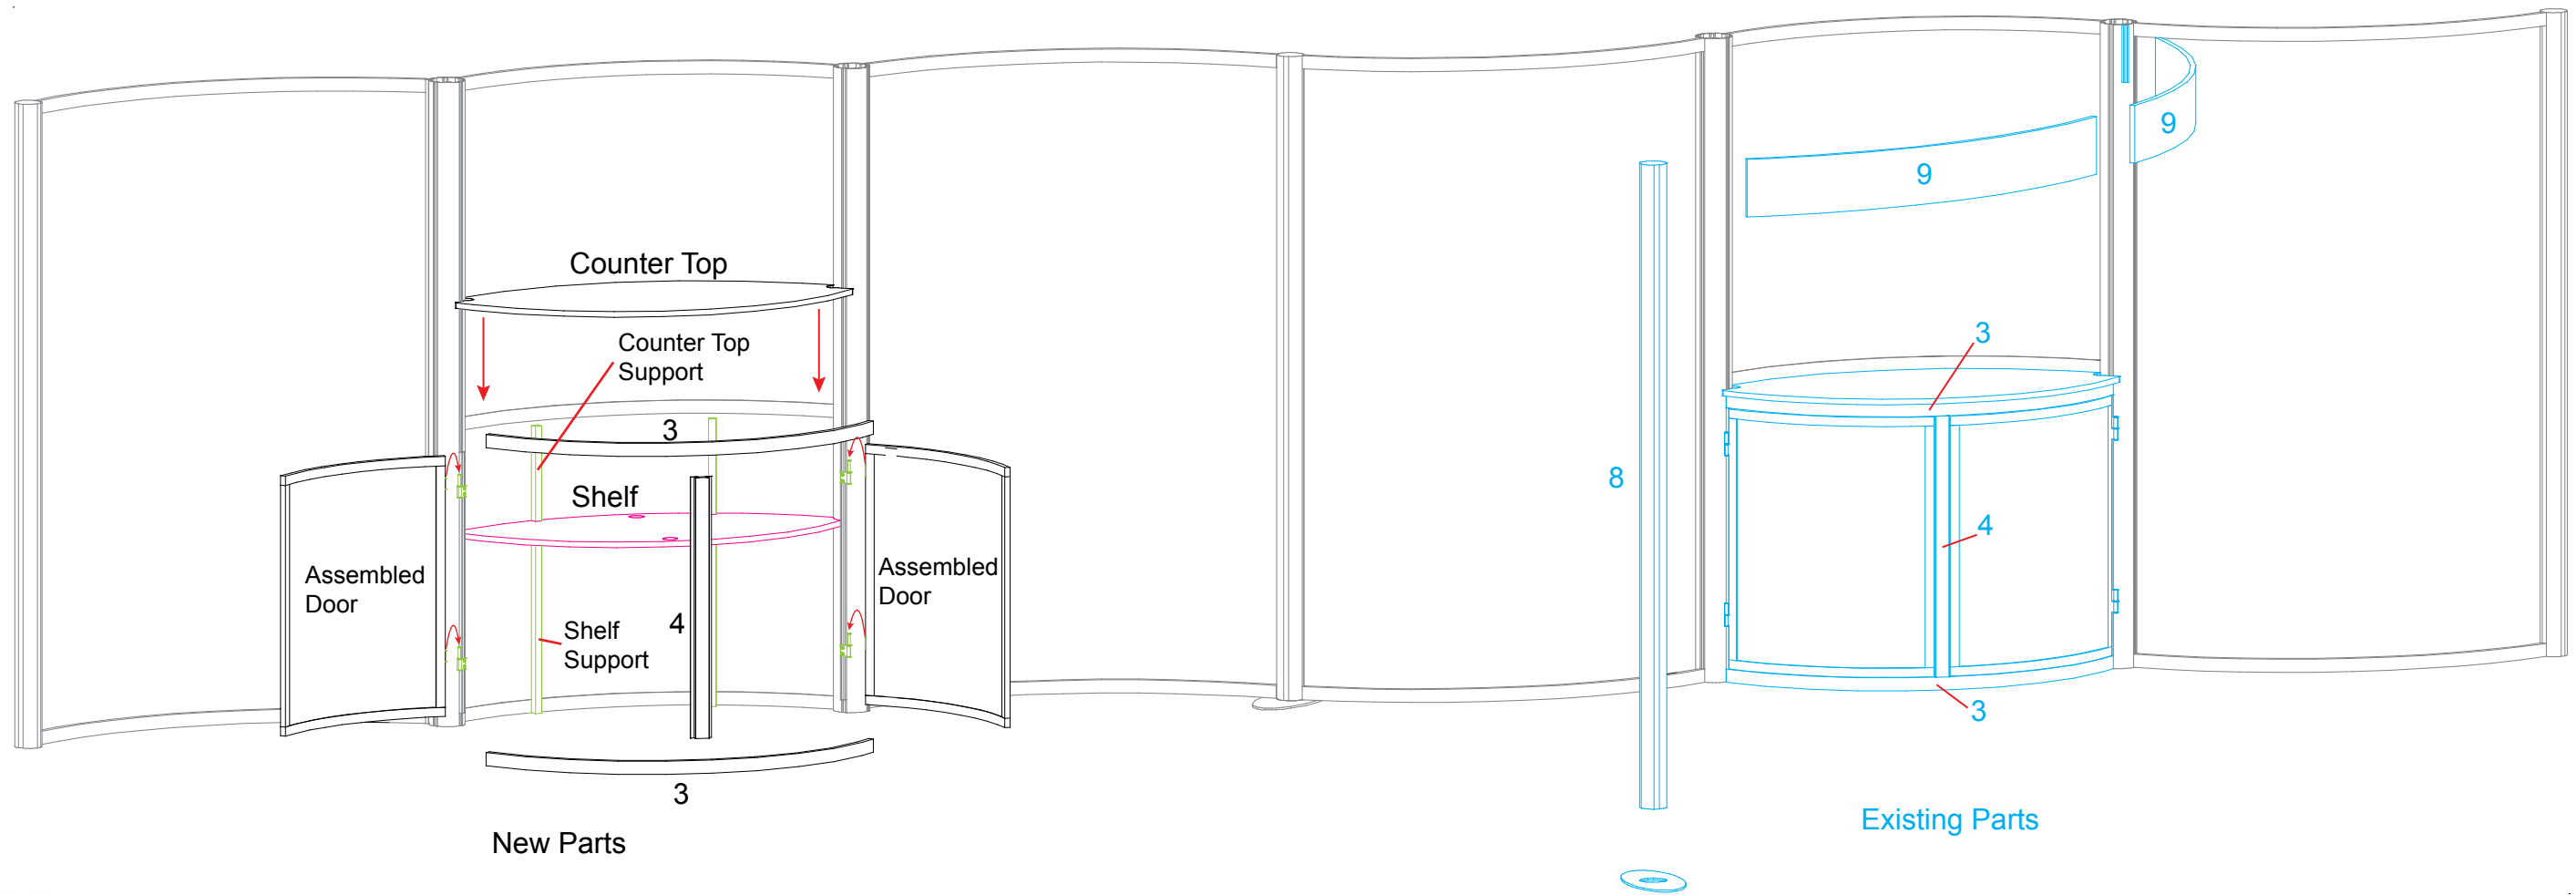 9
9
8
3
4
3
Counter Top
Counter Top
Support
3
Shelf
Assembled
Door
Assembled
Door
4
Shelf
Support
3
New Parts
Existing Parts